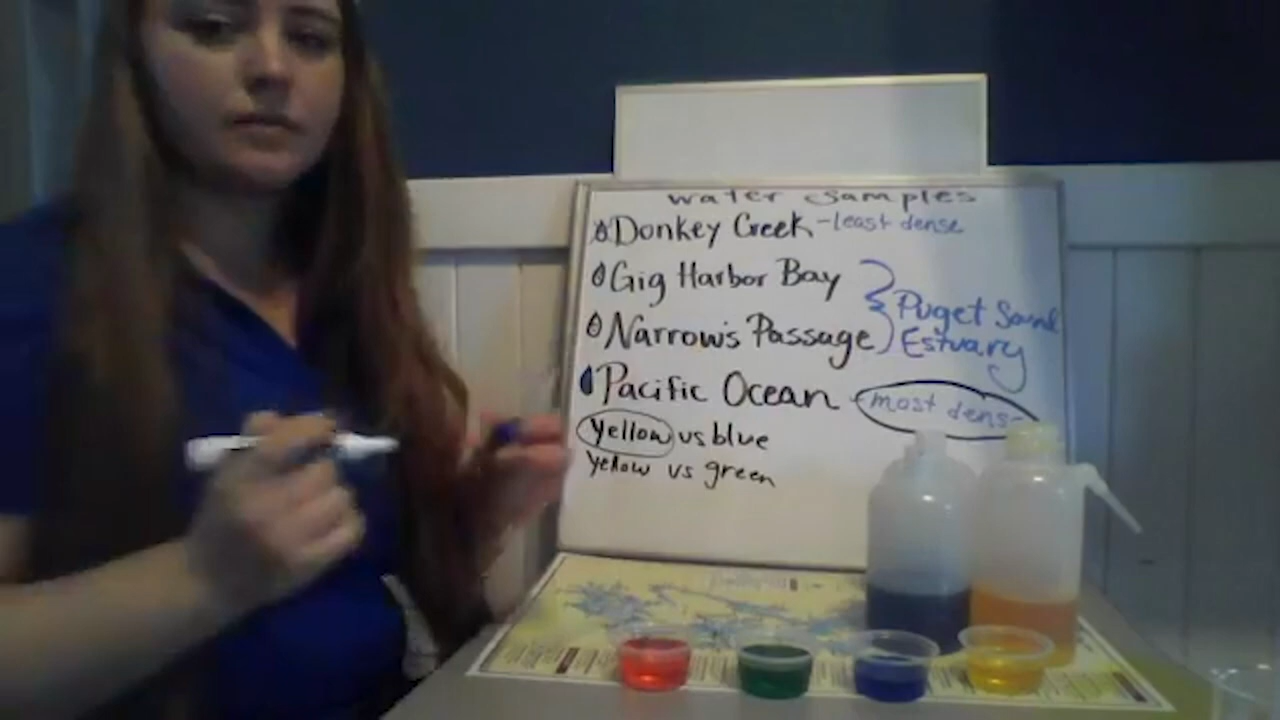 water samples
Donkey Creek - least dense
Gig Harbor Bay
Puget Sound
Narrows Passage
Estuary
Pacific Ocean - most dense
yellow vs blue
yellow vs green